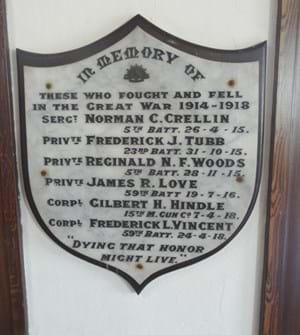 IN MEMORY OF
THESE WHO FOUGHT AND FELL
IN THE GREAT WAR 1914-1918
SERGT NORMAN C. CRELLIN
5TH BATT. 26-4-15.
PRIVTE FREDERICK J. TUBB
23RD BATT. 31-10-15.
PRIVTE REGINALD N. F. WOODS
5TH BATT. 28-11-15.
PRIVTE JAMES R. LOVE
59TH BATT 19-7-16.
CORPL GILBERT H. HINDLE
15TH M. GUN COY 7-4-18.
CORPL FREDERICK L. VINCENT
59TH BATT. 24-4-18.
"DYING THAT HONOR
MIGHT LIVE."